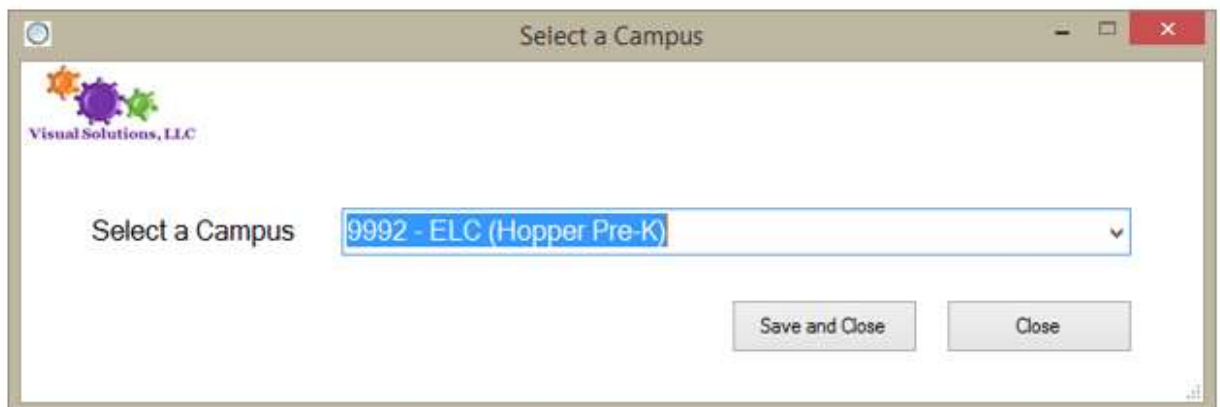 Select a Campus
Visual Solutions, LLC
Select a Campus 9992 - ELC (Hopper Pre-K)
Save and Close Close